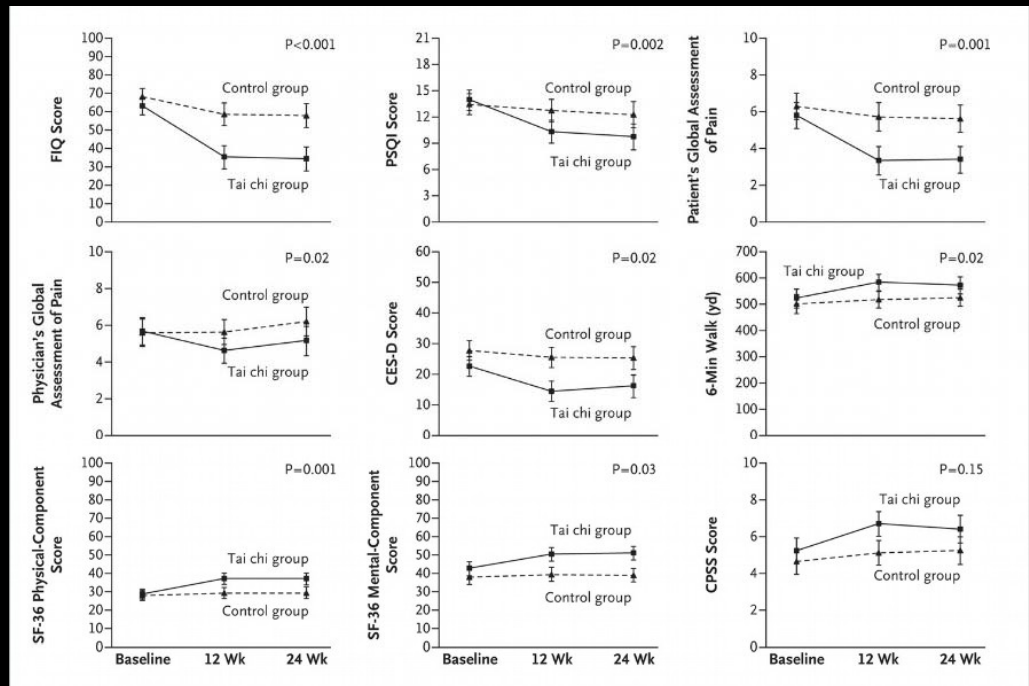 FIQ Score
100
90
80
70
60
50
40
30
20
10
0
P<0.001
Control group
Tai chi group
PSQI Score
21
18
15
12
9
6
3
0
P=0.002
Control group
Tai chi group
Patient's Global Assessment
of Pain
10
8
6
4
2
0
P=0.001
Control group
Tai chi group
Physician's Global
Assessment of Pain
10
8
6
4
2
0
P=0.02
Control group
Tai chi group
CES-D Score
60
50
40
30
20
10
0
P=0.02
Control group
Tai chi group
6-Min Walk (yd)
700
600
500
400
300
200
100
0
P=0.02
Tai chi group
Control group
SF-36 Physical-Component
Score
100
90
80
70
60
50
40
30
20
10
0
P=0.001
Tai chi group
Control group
Baseline 12 Wk 24 Wk
SF-36 Mental-Component
Score
100
90
80
70
60
50
40
30
20
10
0
P=0.03
Tai chi group
Control group
Baseline 12 Wk 24 Wk
CPSS Score
10
8
6
4
2
0
P=0.15
Tai chi group
Control group
Baseline 12 Wk 24 Wk